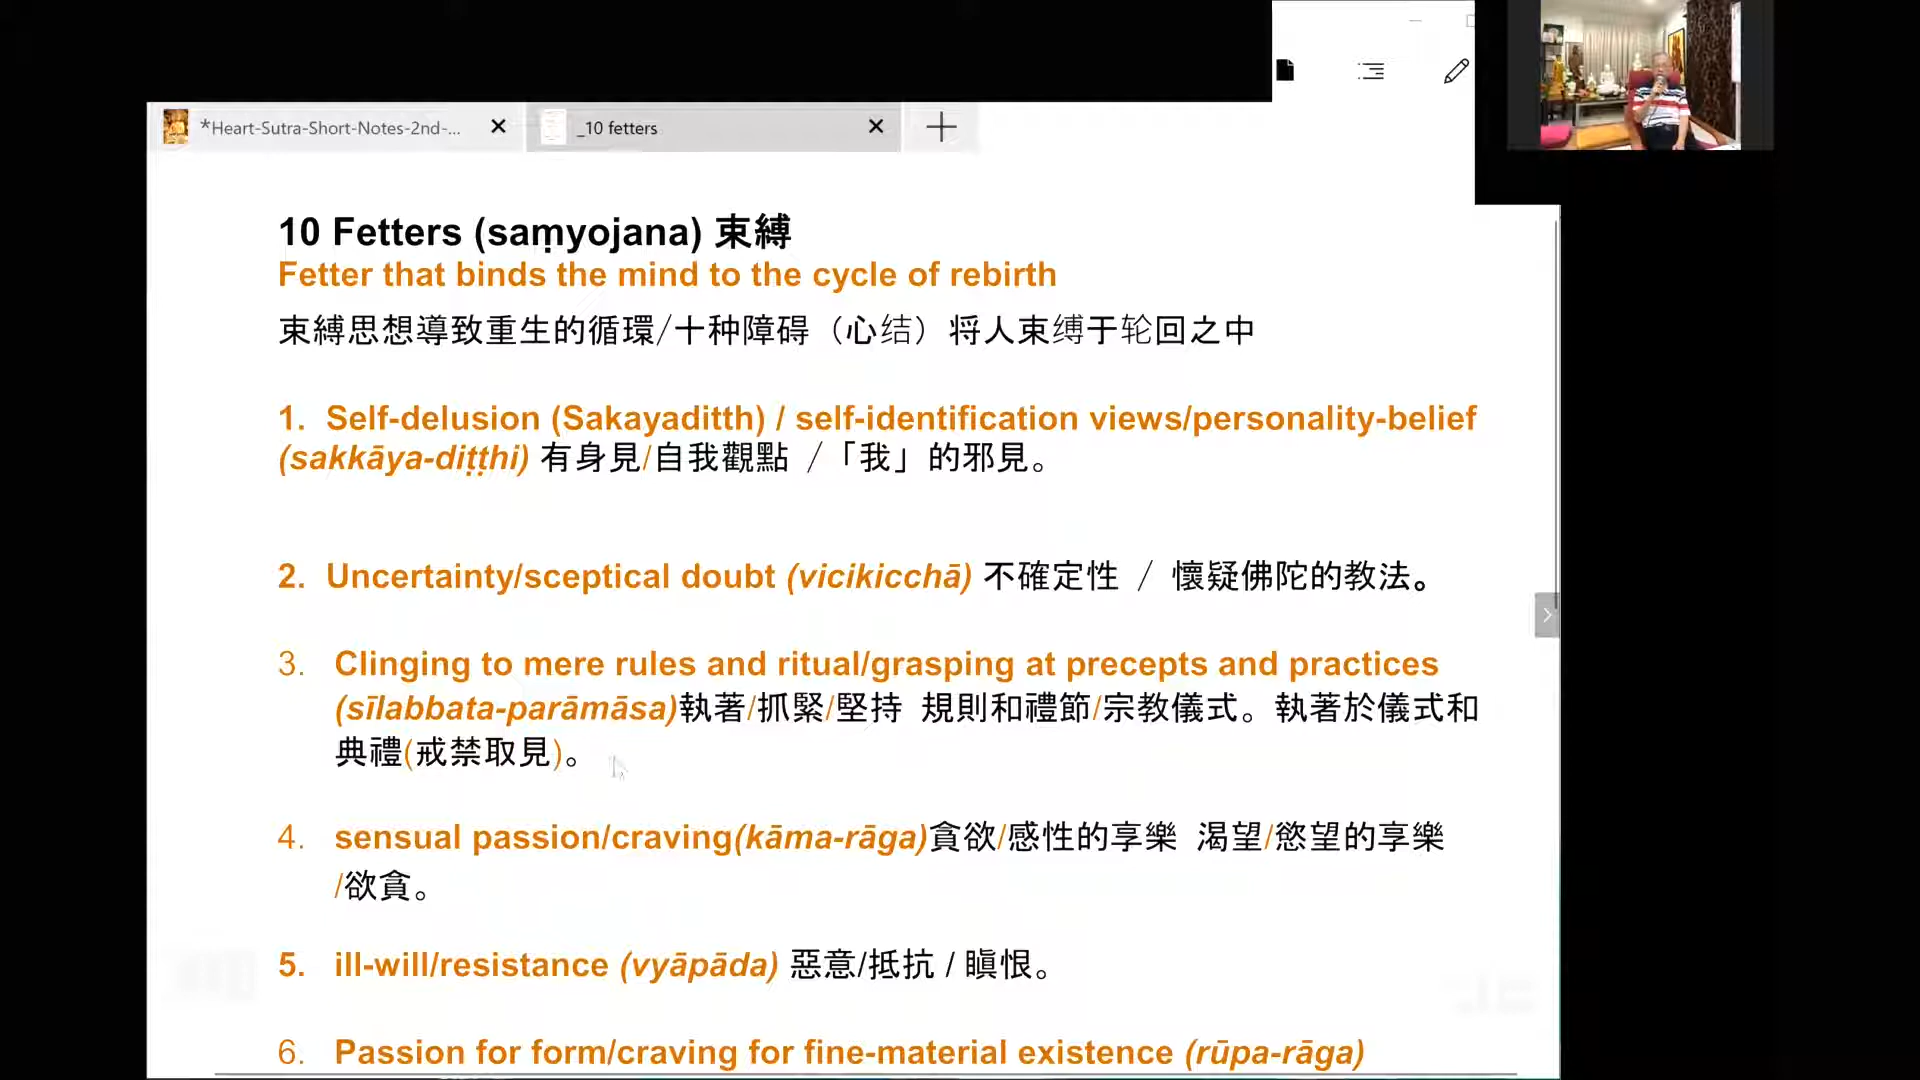 *Heart-Sutra-Short-Notes-2nd-...
_10 fetters
10 Fetters (saṃyojana) 束縛
Fetter that binds the mind to the cycle of rebirth
束縛思想導致重生的循環/十种障碍（心结）将人束缚于轮回之中
1. Self-delusion (Sakayaditth) / self-identification views/personality-belief
(sakkāya-diṭṭhi) 有身見/自我觀點 /「我」的邪見。
2. Uncertainty/sceptical doubt (vicikicchā) 不確定性 / 懷疑佛陀的教法。
3. Clinging to mere rules and ritual/grasping at precepts and practices
(sīlabbata-parāmāsa)執著/抓緊/堅持 規則和禮節/宗教儀式。執著於儀式和
典禮(戒禁取見)。
4. sensual passion/craving(kāma-rāga)貪欲/感性的享樂 渴望/慾望的享樂
/欲貪。
5. ill-will/resistance (vyāpāda) 惡意/抵抗 / 瞋恨。
6. Passion for form/craving for fine-material existence (rūpa-rāga)